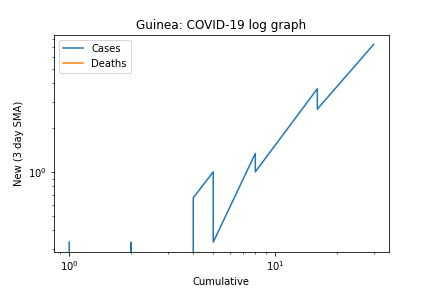 Guinea: COVID-19 log graph
Cases
Deaths
New (3 day SMA)
10⁰
10⁰
10¹
Cumulative